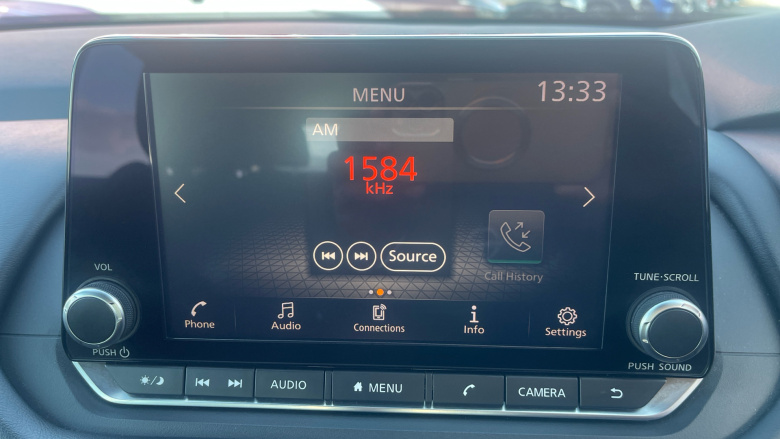 MENU
13:33
AM
1584
kHz
Source
Call History
VOL
TUNE·SCROLL
Phone
Audio
Connections
Info
Settings
PUSH
PUSH SOUND
AUDIO
MENU
CAMERA